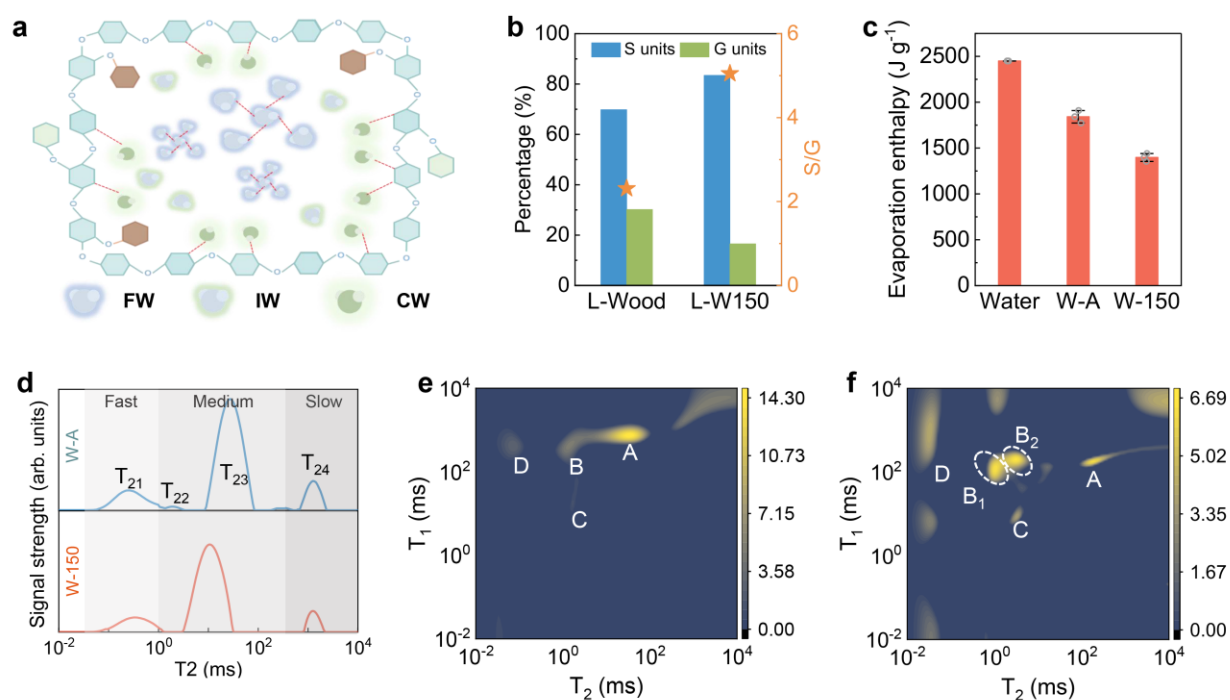 a
O O O O
O O
O O
O O
O O
O O
O O O O
FW IW CW
b
S units G units
Percentage (%)
100
80
60
40
20
0
6
4
2
0
S/G
L-Wood L-W150
c
Evaporation enthalpy (J g⁻¹)
2500
2000
1500
1000
500
0
Water W-A W-150
d
Signal strength (arb. units)
W-A
W-150
Fast Medium Slow
T₂₁ T₂₂ T₂₃ T₂₄
10⁻² 10⁰ 10² 10⁴
T2 (ms)
e
T₁ (ms)
10⁴
10²
10⁰
10⁻²
A
B
C
D
10⁻² 10⁰ 10² 10⁴
T₂ (ms)
14.30
10.73
7.15
3.58
0.00
f
T₁ (ms)
10⁴
10²
10⁰
10⁻²
B₂
D
B₁
A
C
10⁻² 10⁰ 10² 10⁴
T₂ (ms)
6.69
5.02
3.35
1.67
0.00